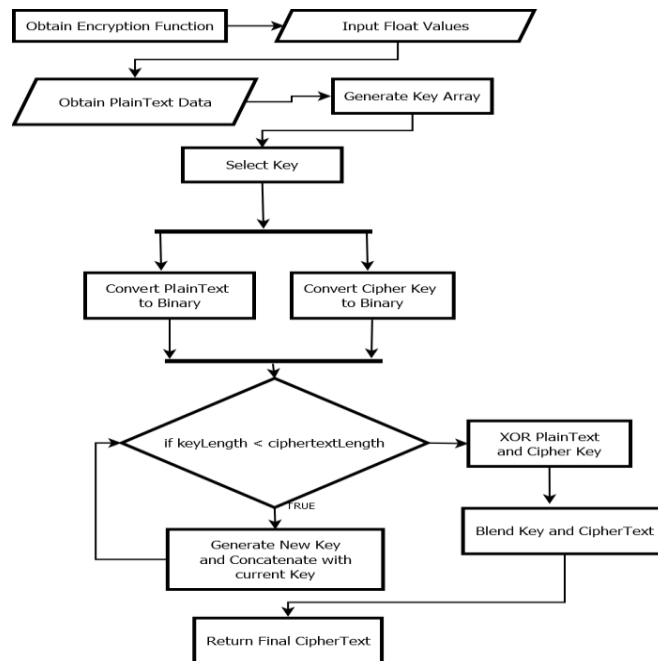 Obtain Encryption Function
Input Float Values
Obtain PlainText Data
Generate Key Array
Select Key
Convert PlainText
to Binary
Convert Cipher Key
to Binary
if keyLength < ciphertextLength
XOR PlainText
and Cipher Key
TRUE
Generate New Key
and Concatenate with
current Key
Blend Key and CipherText
Return Final CipherText